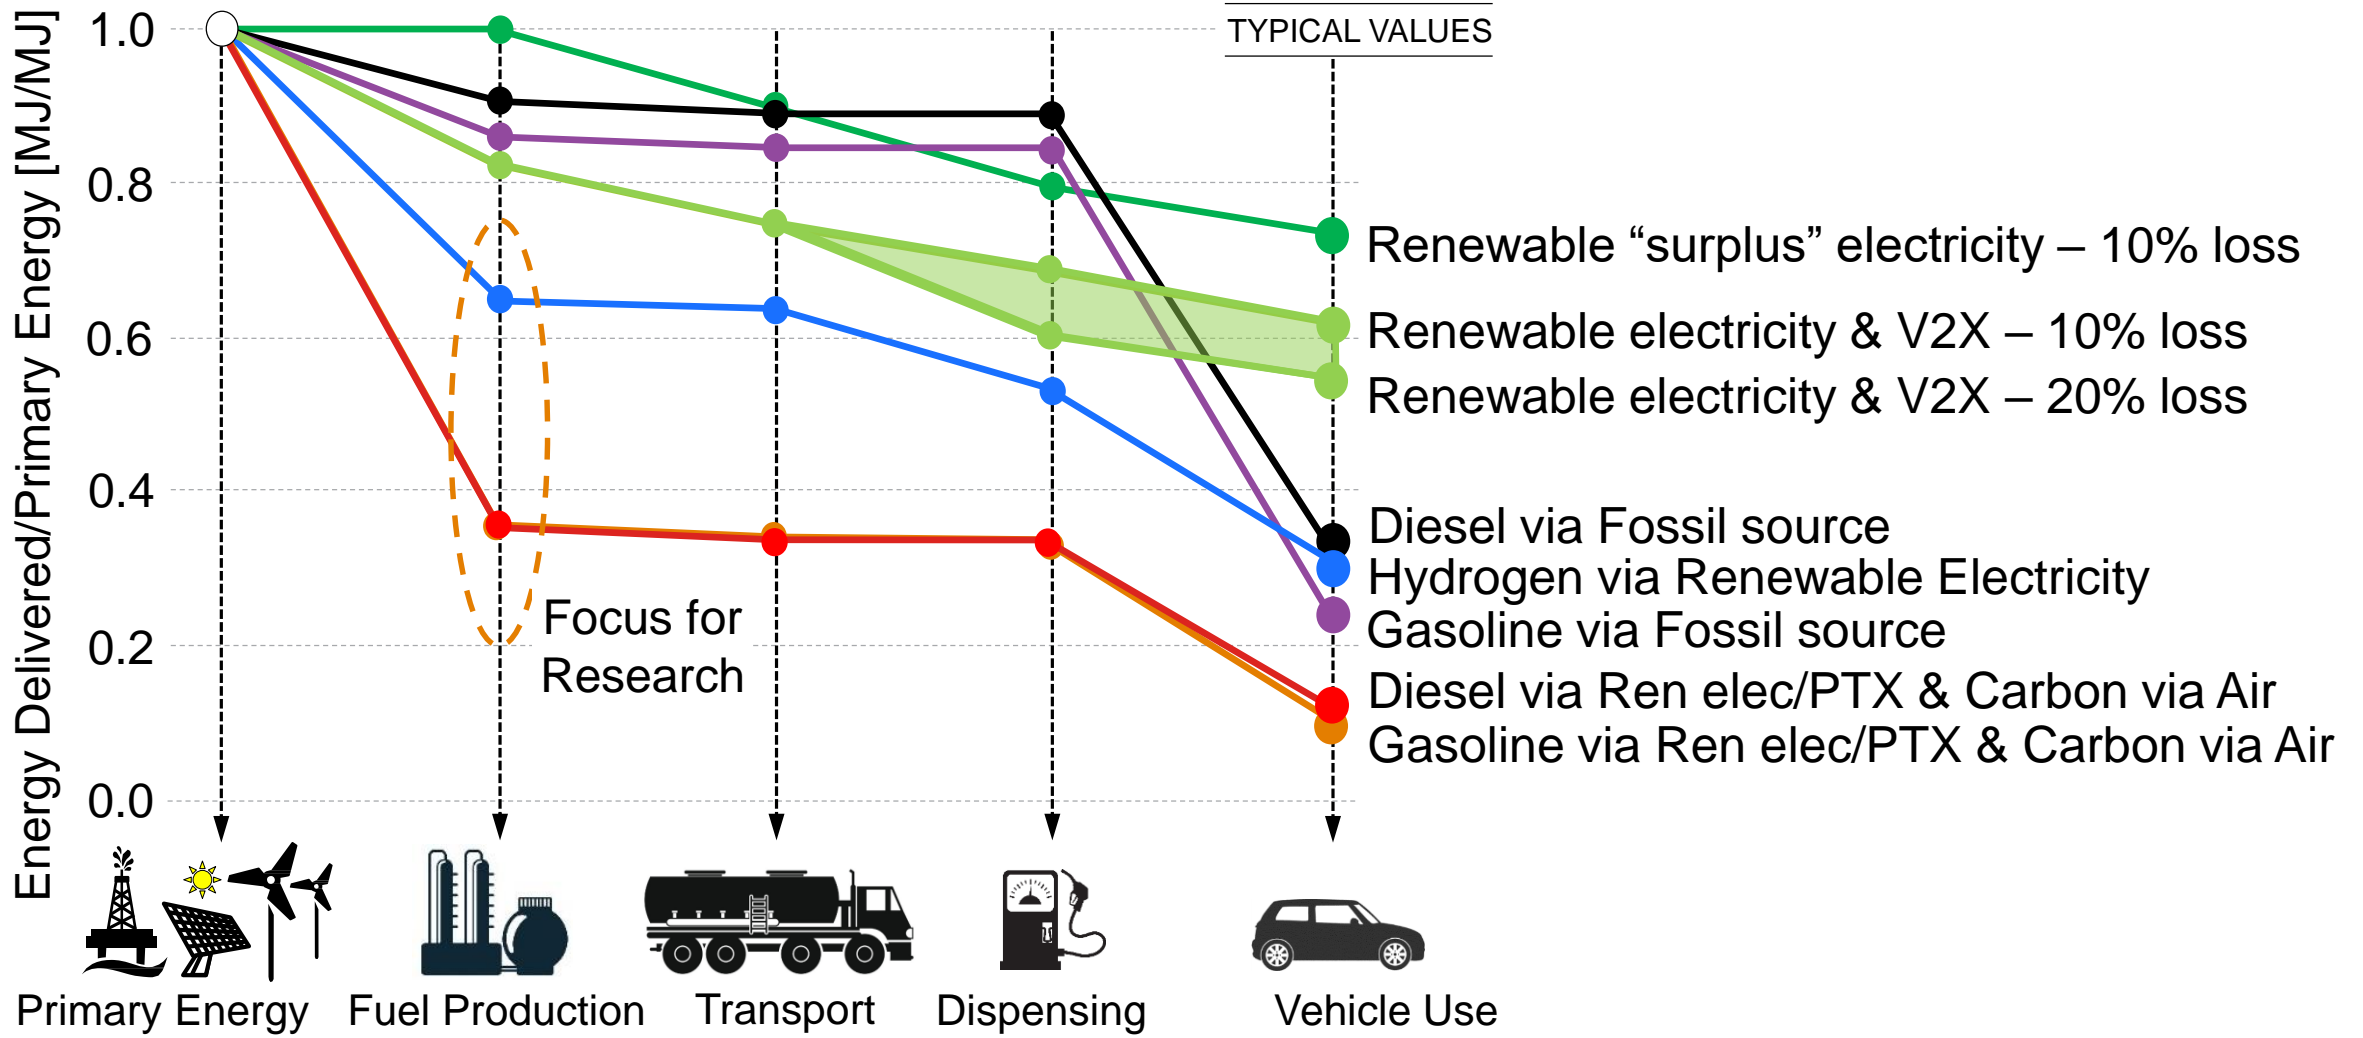 Energy Delivered/Primary Energy [MJ/MJ]
1.0
0.8
0.6
0.4
0.2
0.0
TYPICAL VALUES
Renewable “surplus” electricity – 10% loss
Renewable electricity & V2X – 10% loss
Renewable electricity & V2X – 20% loss
Diesel via Fossil source
Hydrogen via Renewable Electricity
Gasoline via Fossil source
Diesel via Ren elec/PTX & Carbon via Air
Gasoline via Ren elec/PTX & Carbon via Air
Focus for
Research
Primary Energy
Fuel Production
Transport
Dispensing
Vehicle Use